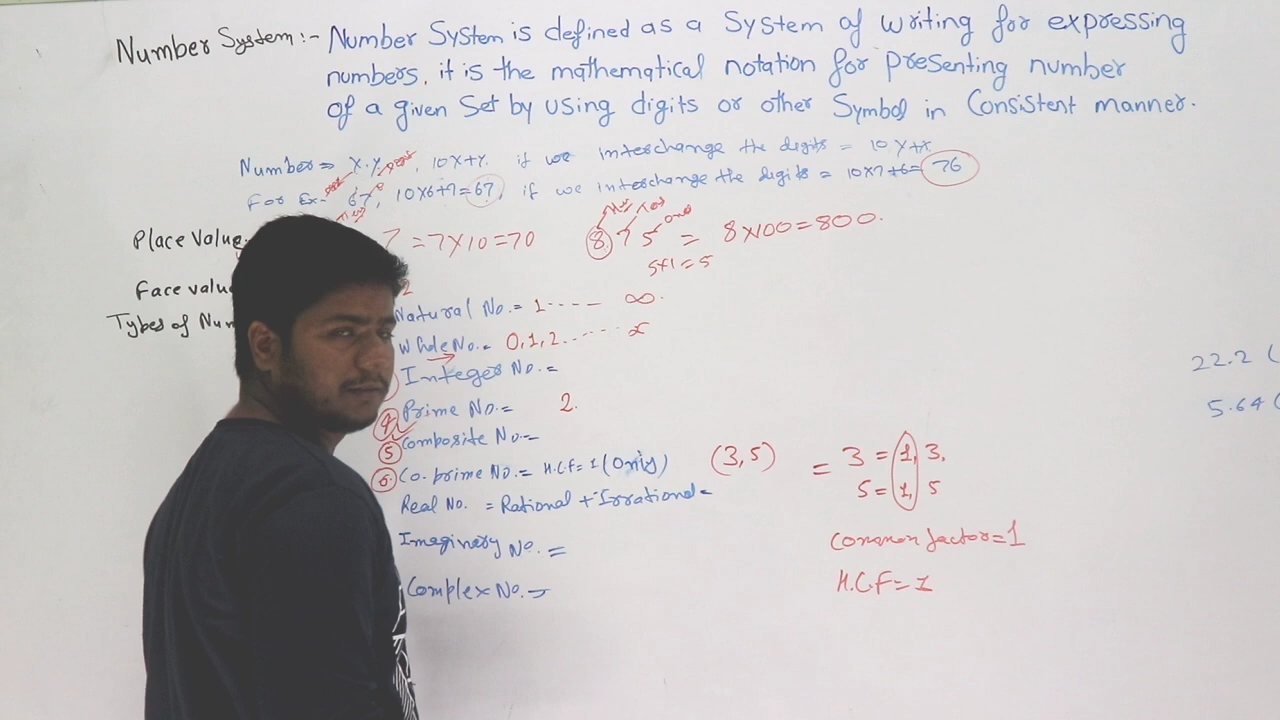 Number System :- Number System is defined as a System of writing for expressing
numbers, it is the mathematical notation for presenting number
of a given Set by using digits or other Symbol in Consistent manner.
Number ⇒ X.Y, 10X+Y. if we interchange the digits = 10Y+X
For Ex- 67, 10×6+7=67, if we interchange the digits = 10×7+6= 76
Place Value 7 = 7×10=70 8 7 5 = 8×100=800.
5×1=5
Face value 2
Types of Num
Natural No.= 1---- ∞.
Whole No.= 0,1,2...... ∞
Integer No.=
22.2 (
4 Prime No.= 2.
5.64 (
5 Composite No=
6. Co-prime No.= H.C.F=1 (Only) (3,5) = 3 = 1, 3,
5 = 1, 5
Real No. = Rational + Irrational=
Imaginary No. =
Common factor=1
Complex No. =
H.C.F=1